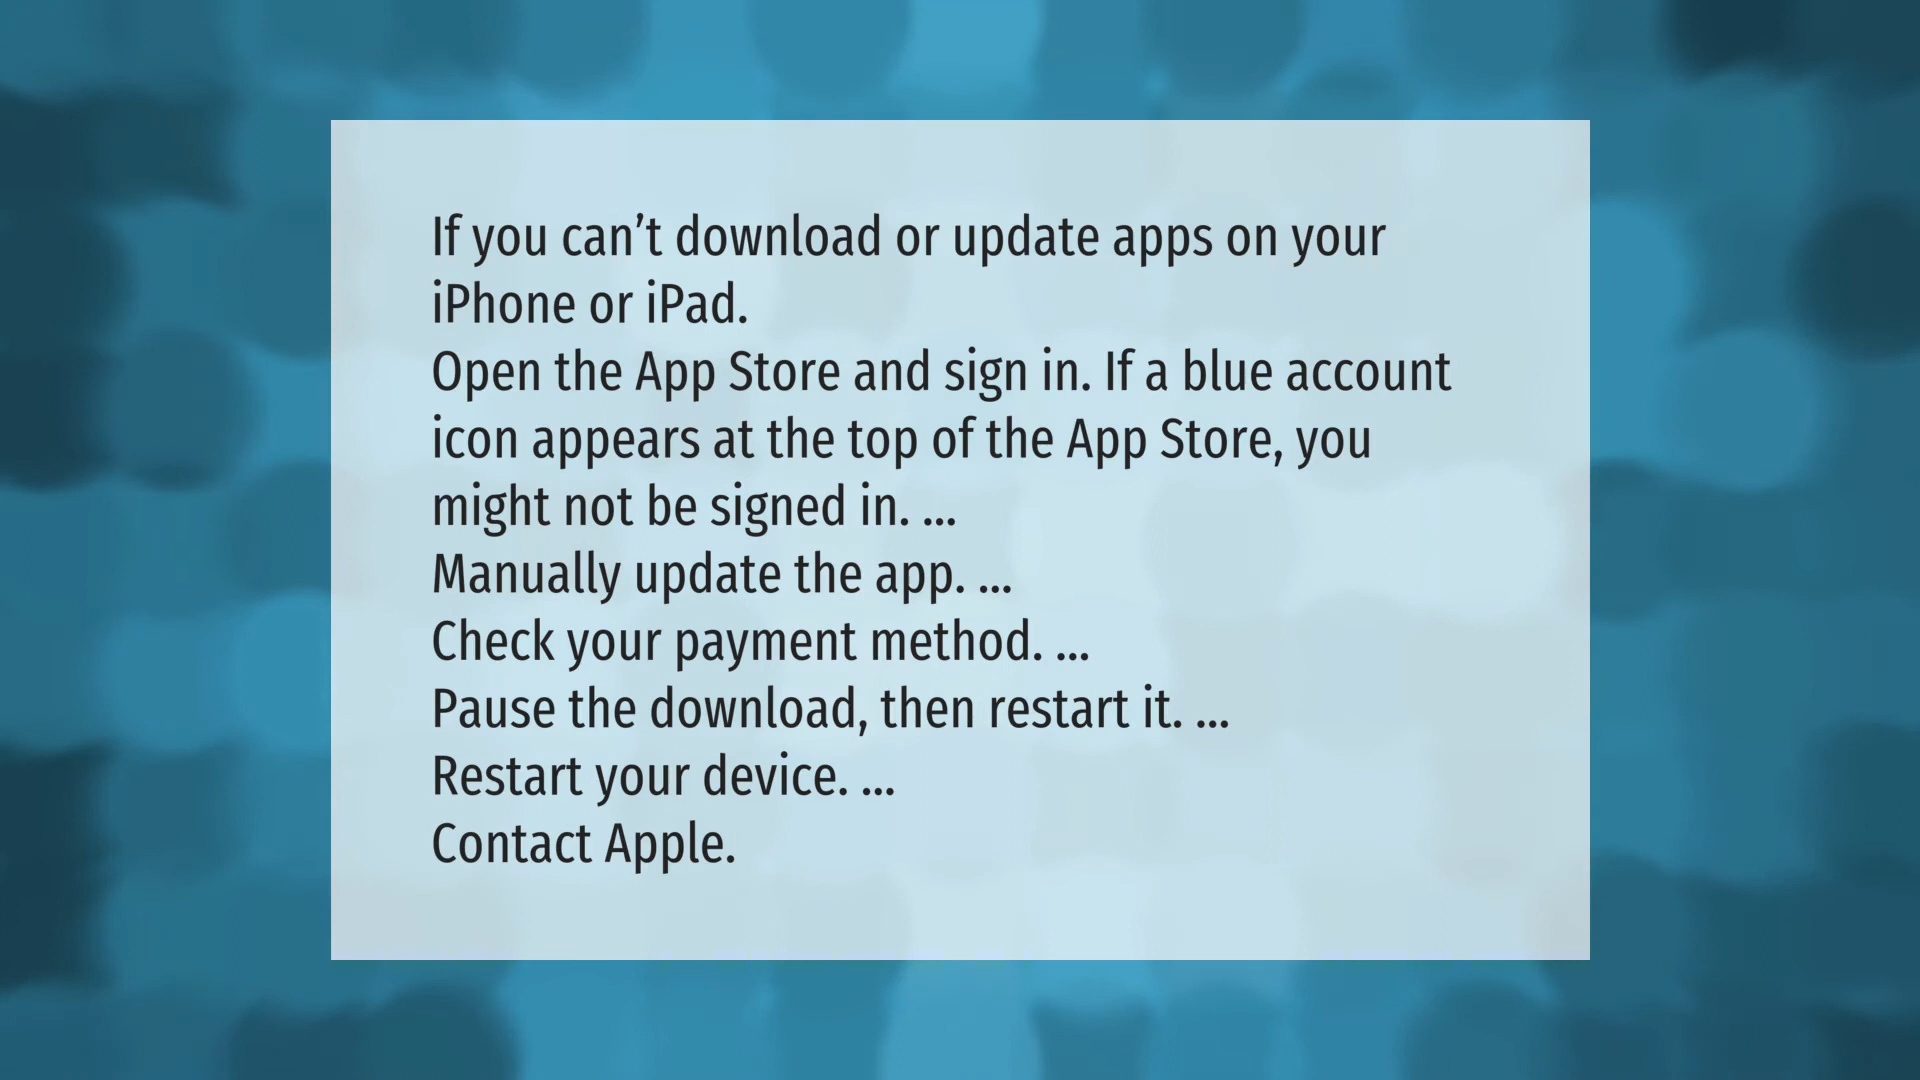 If you can’t download or update apps on your
iPhone or iPad.
Open the App Store and sign in. If a blue account
icon appears at the top of the App Store, you
might not be signed in. ...
Manually update the app. ...
Check your payment method. ...
Pause the download, then restart it. ...
Restart your device. ...
Contact Apple.